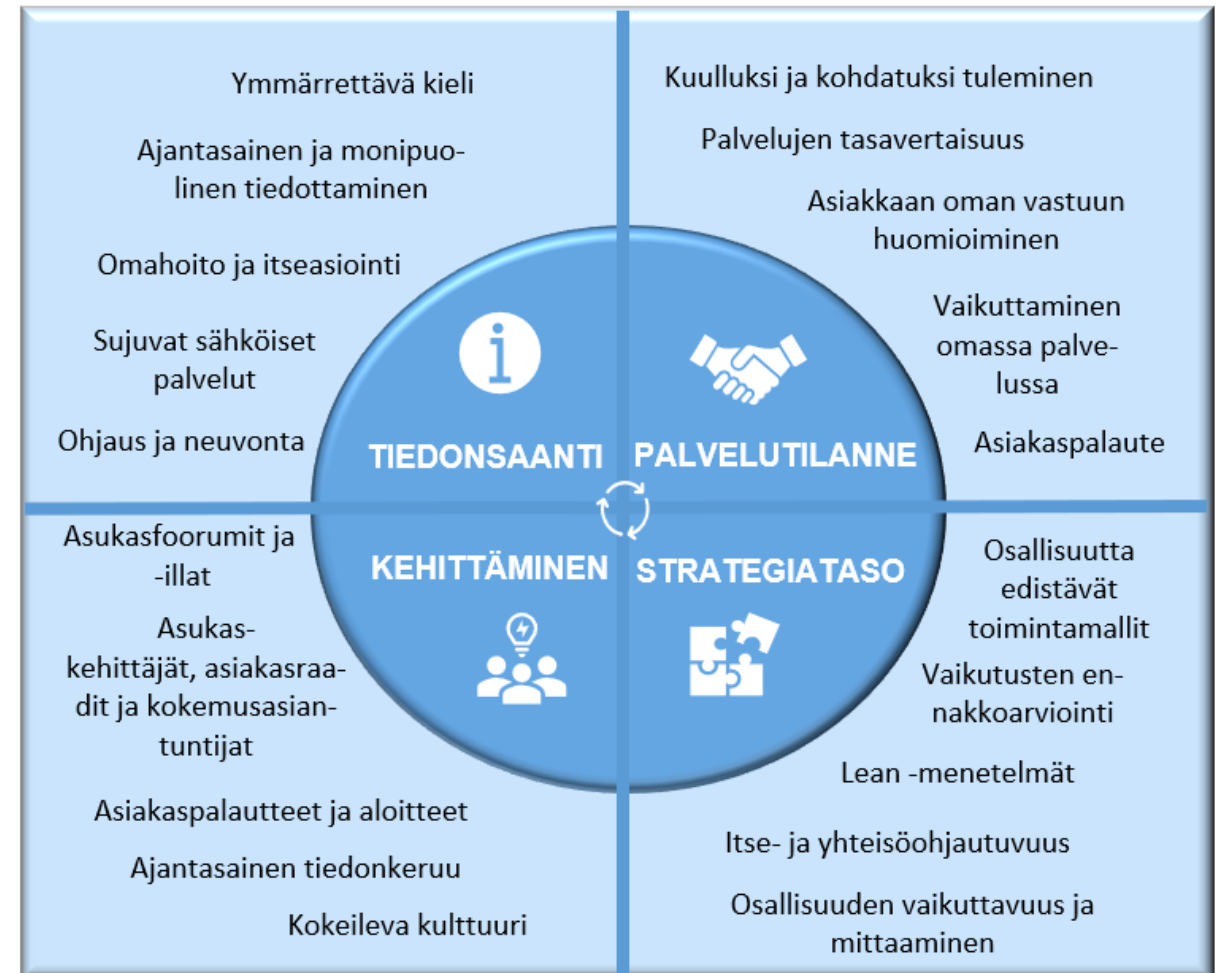 Ymmärrettävä kieli
Ajantasainen ja monipuo-
linen tiedottaminen
Omahoito ja itseasiointi
Sujuvat sähköiset
palvelut
Ohjaus ja neuvonta
TIEDONSAANTI
Kuulluksi ja kohdatuksi tuleminen
Palvelujen tasavertaisuus
Asiakkaan oman vastuun
huomioiminen
Vaikuttaminen
omassa palve-
lussa
Asiakaspalaute
PALVELUTILANNE
Asukasfoorumit ja
-illat
Asukas-
kehittäjät, asiakasraa-
dit ja kokemusasian-
tuntijat
Asiakaspalautteet ja aloitteet
Ajantasainen tiedonkeruu
Kokeileva kulttuuri
KEHITTÄMINEN
STRATEGIATASO
Osallisuutta
edistävät
toimintamallit
Vaikutusten en-
nakkoarviointi
Lean -menetelmät
Itse- ja yhteisöohjautuvuus
Osallisuuden vaikuttavuus ja
mittaaminen